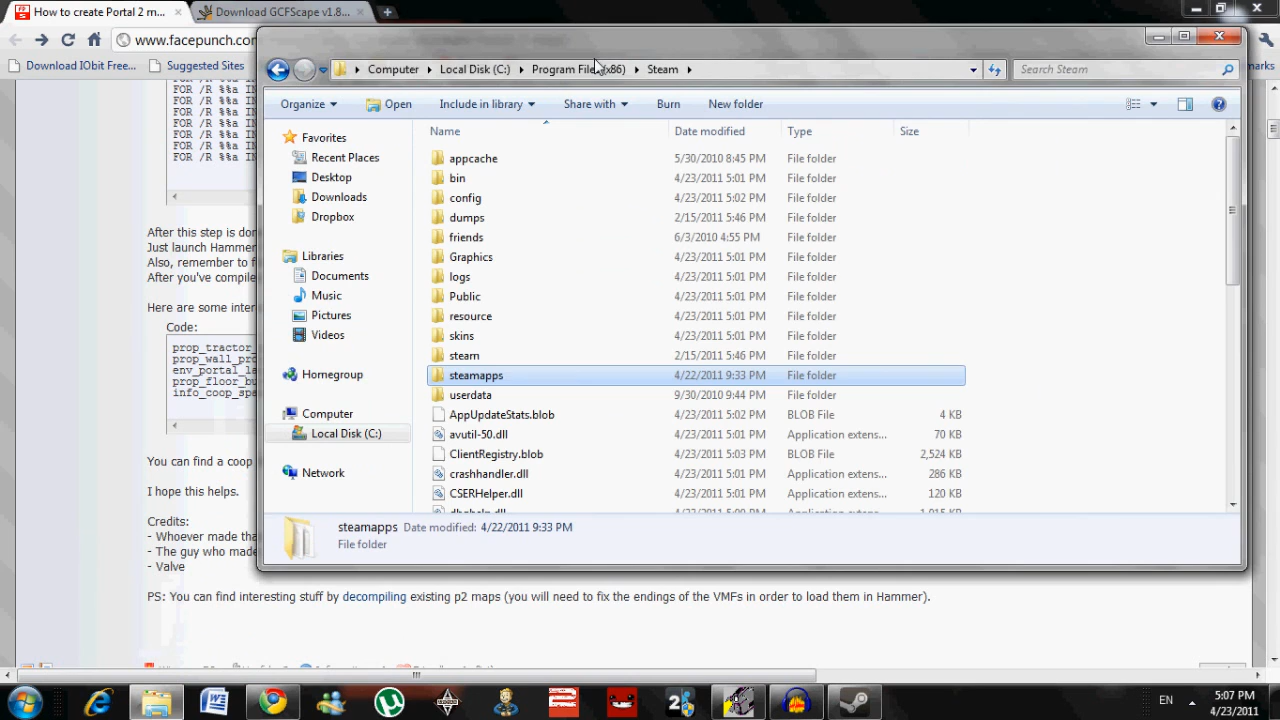 How to create Portal 2 m...
Download GCFScape v1.8...
www.facepunch.con
Download IObit Free...
Suggested Sites
marks
Computer
Local Disk (C:)
Program Files (x86)
Steam
Search Steam
Organize
Open
Include in library
Share with
Burn
New folder
Name
Date modified
Type
Size
Favorites
Recent Places
Desktop
Downloads
Dropbox
Libraries
Documents
Music
Pictures
Videos
Homegroup
Computer
Local Disk (C:)
Network
appcache 5/30/2010 8:45 PM File folder
bin 4/23/2011 5:01 PM File folder
config 4/23/2011 5:02 PM File folder
dumps 2/15/2011 5:46 PM File folder
friends 6/3/2010 4:55 PM File folder
Graphics 4/23/2011 5:01 PM File folder
logs 4/23/2011 5:01 PM File folder
Public 4/23/2011 5:01 PM File folder
resource 4/23/2011 5:01 PM File folder
skins 4/23/2011 5:01 PM File folder
steam 2/15/2011 5:46 PM File folder
steamapps 4/22/2011 9:33 PM File folder
userdata 9/30/2010 9:44 PM File folder
AppUpdateStats.blob 4/23/2011 5:02 PM BLOB File 4 KB
avutil-50.dll 4/23/2011 5:01 PM Application extens... 70 KB
ClientRegistry.blob 4/23/2011 5:03 PM BLOB File 2,524 KB
crashhandler.dll 4/23/2011 5:01 PM Application extens... 286 KB
CSERHelper.dll 4/23/2011 5:01 PM Application extens... 120 KB
steamapps Date modified: 4/22/2011 9:33 PM
File folder
FOR /R %%a IN
FOR /R %%a IN
FOR /R %%a IN
FOR /R %%a IN
FOR /R %%a IN
FOR /R %%a IN
FOR /R %%a IN
After this step is don
Just launch Hammer
Also, remember to f
After you've compile
Here are some inter
Code:
prop_tractor_
prop_wall_pro
env_portal_la
prop_floor_bu
info_coop_spa
You can find a coop
I hope this helps.
Credits:
- Whoever made tha
- The guy who made
- Valve
PS: You can find interesting stuff by decompiling existing p2 maps (you will need to fix the endings of the VMFs in order to load them in Hammer).
EN
5:07 PM
4/23/2011